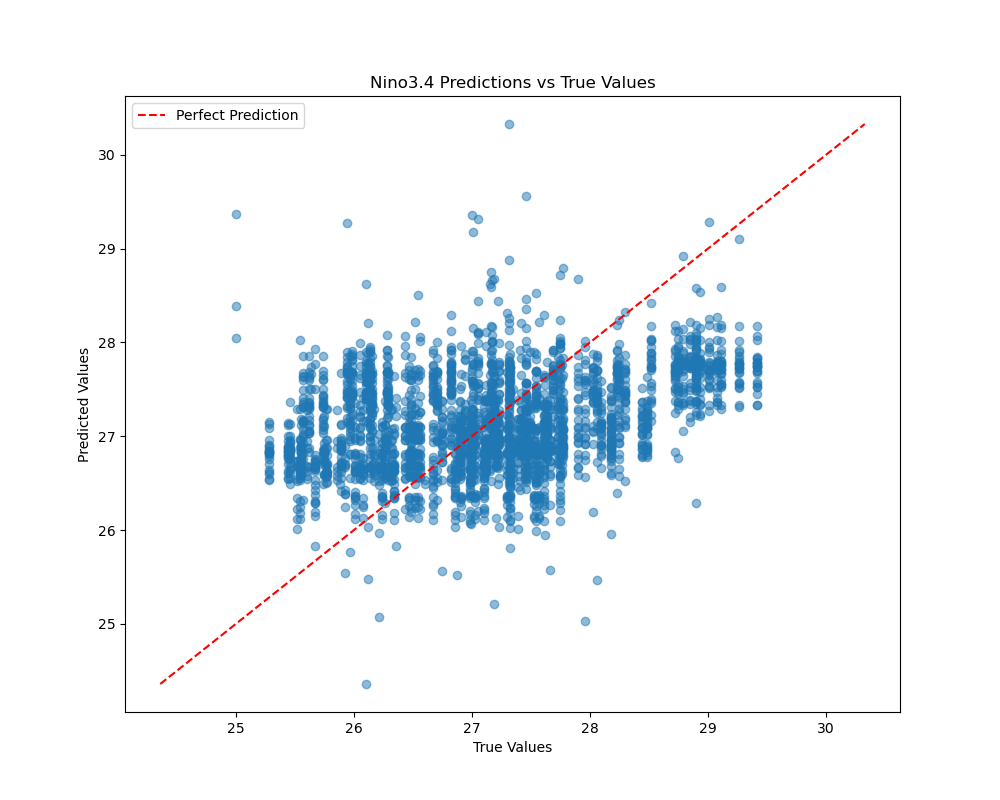 Nino3.4 Predictions vs True Values
Perfect Prediction
Predicted Values
30
29
28
27
26
25
25 26 27 28 29 30
True Values